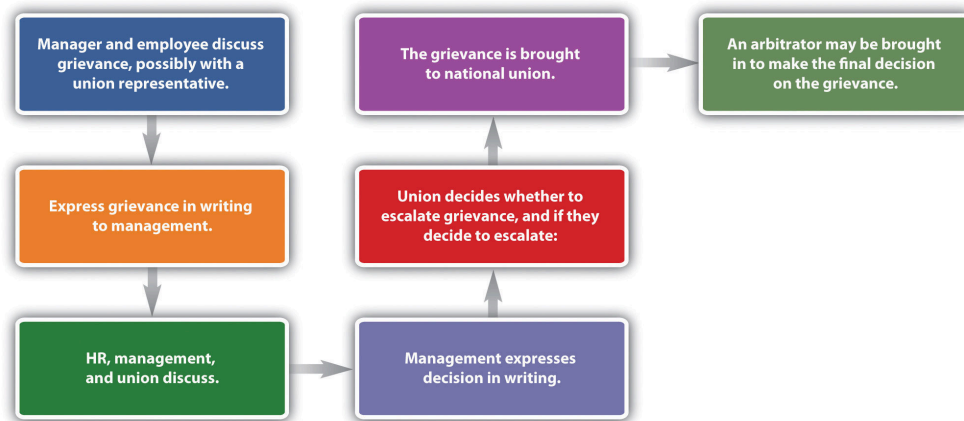 Manager and employee discuss
grievance, possibly with a
union representative.
Express grievance in writing
to management.
HR, management,
and union discuss.
Management expresses
decision in writing.
Union decides whether to
escalate grievance, and if they
decide to escalate:
The grievance is brought
to national union.
An arbitrator may be brought
in to make the final decision
on the grievance.